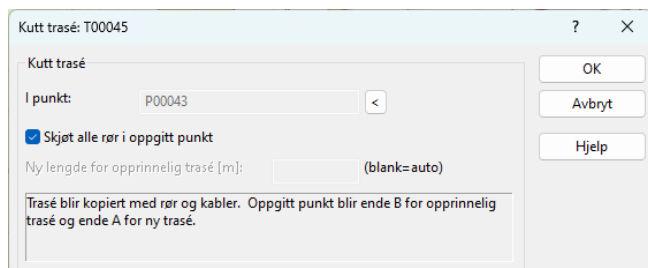 Kutt trasé: T00045
?
Kutt trasé
OK
I punkt:
P00043
<
Avbryt
Skjøt alle rør i oppgitt punkt
Hjelp
Ny lengde for opprinnelig trasé [m]:
(blank=auto)
Trasé blir kopiert med rør og kabler. Oppgitt punkt blir ende B for opprinnelig
trasé og ende A for ny trasé.